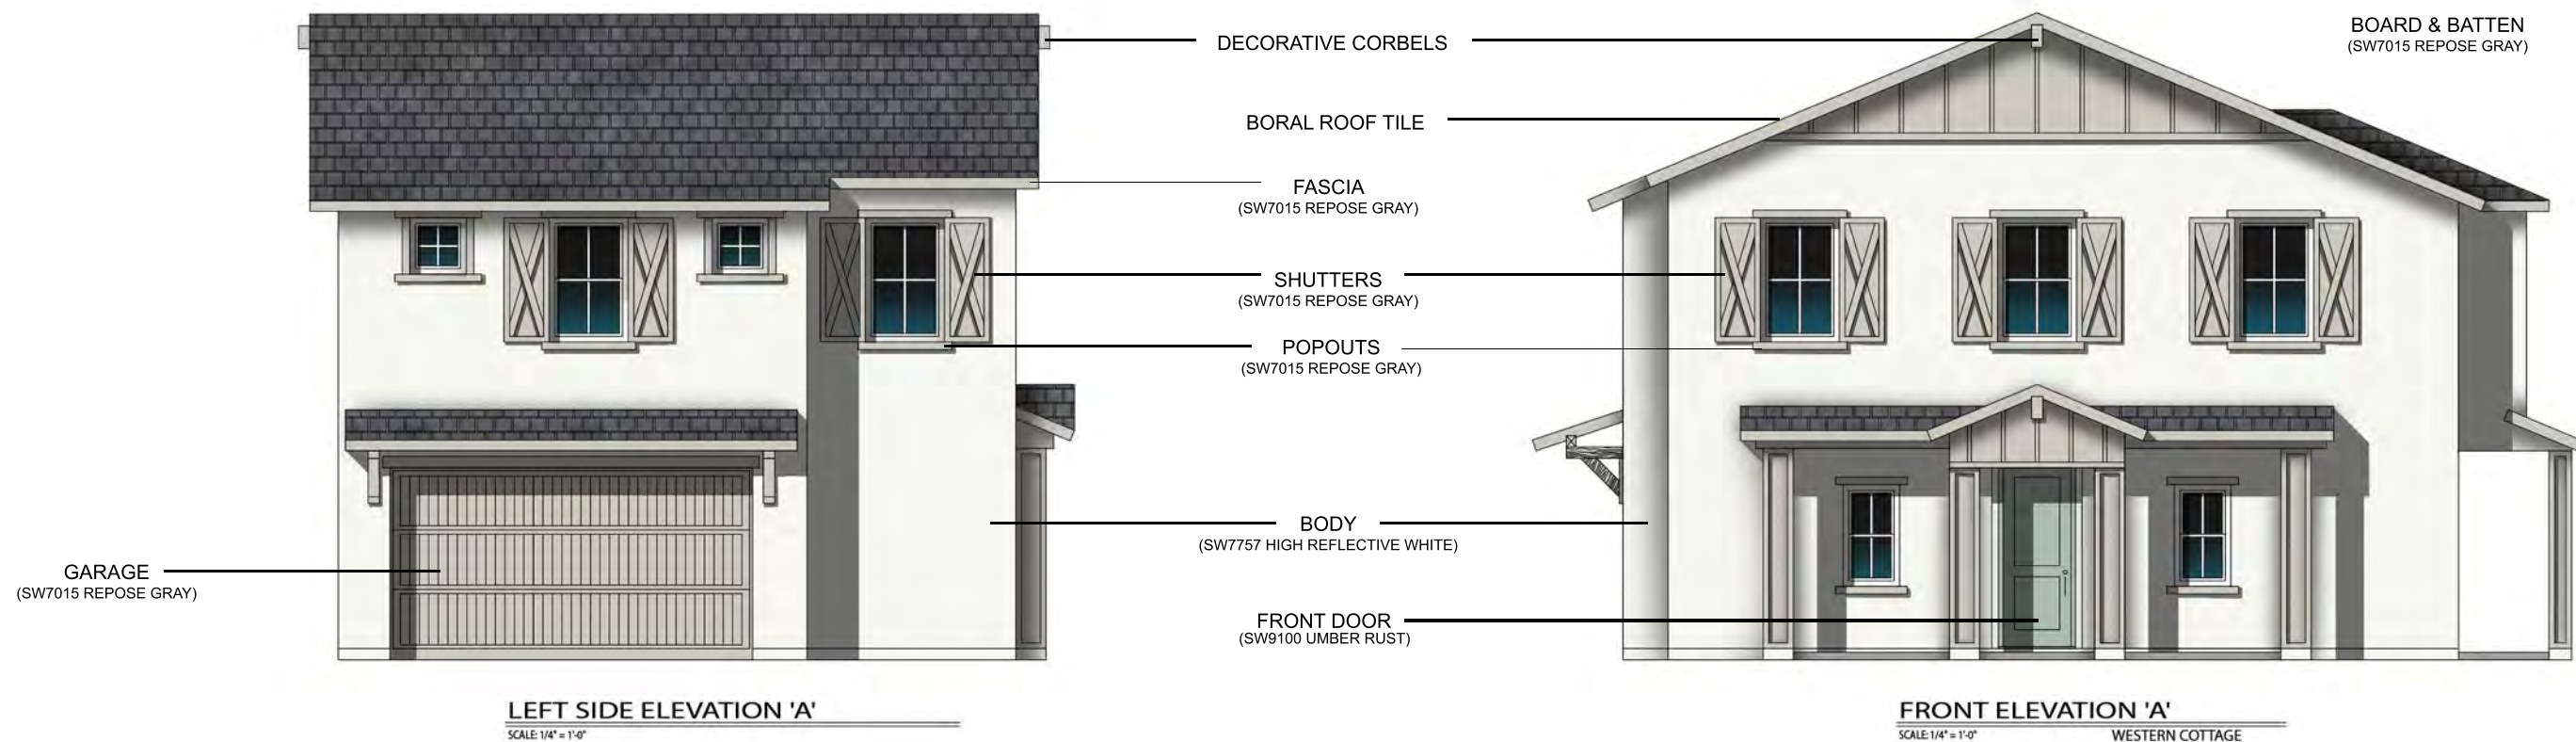 DECORATIVE CORBELS
BOARD & BATTEN
(SW7015 REPOSE GRAY)
BORAL ROOF TILE
FASCIA
(SW7015 REPOSE GRAY)
SHUTTERS
(SW7015 REPOSE GRAY)
POPOUTS
(SW7015 REPOSE GRAY)
BODY
(SW7757 HIGH REFLECTIVE WHITE)
GARAGE
(SW7015 REPOSE GRAY)
FRONT DOOR
(SW9100 UMBER RUST)
LEFT SIDE ELEVATION 'A'
SCALE: 1/4" = 1'-0"
FRONT ELEVATION 'A'
SCALE: 1/4" = 1'-0" WESTERN COTTAGE